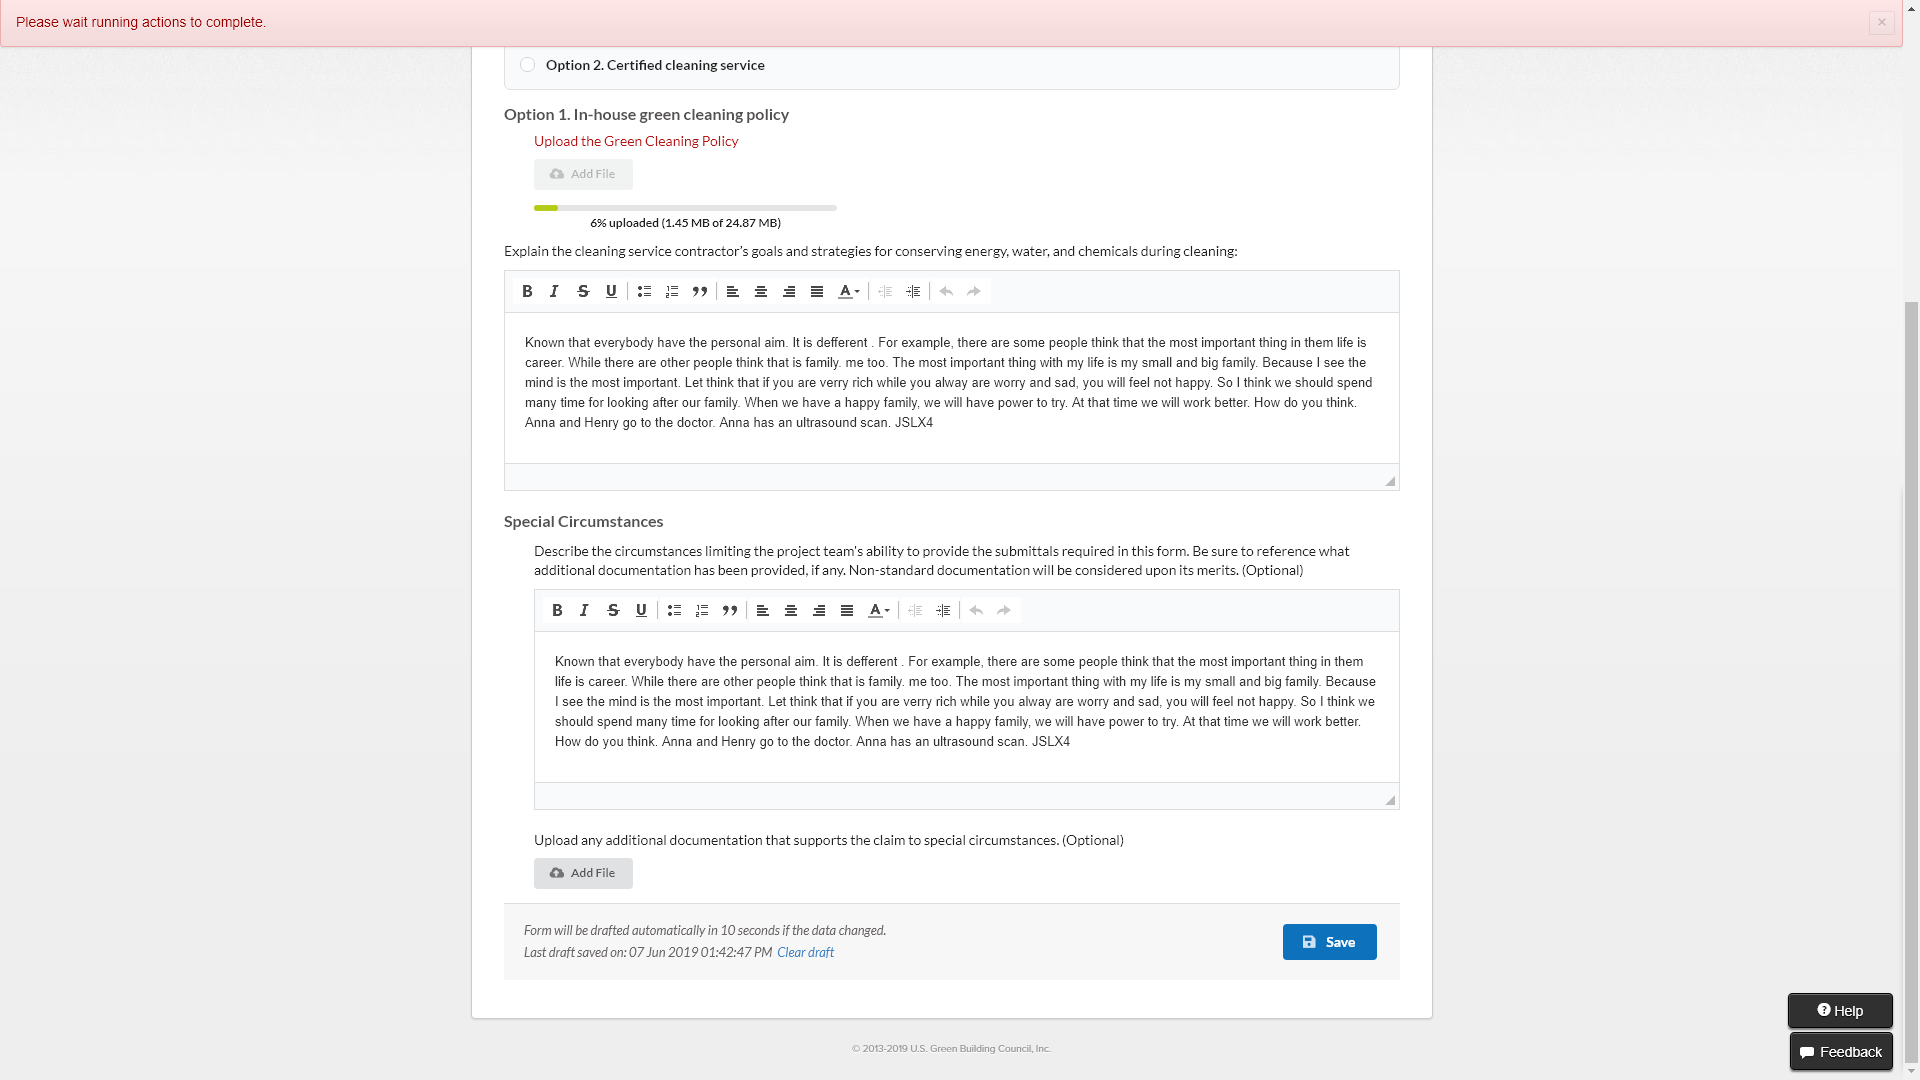 Please wait running actions to complete.
×
Option 2. Certified cleaning service
Option 1. In-house green cleaning policy
Upload the Green Cleaning Policy
Add File
6% uploaded (1.45 MB of 24.87 MB)
Explain the cleaning service contractor's goals and strategies for conserving energy, water, and chemicals during cleaning:
B I S U A
Known that everybody have the personal aim. It is defferent . For example, there are some people think that the most important thing in them life is
career. While there are other people think that is family. me too. The most important thing with my life is my small and big family. Because I see the
mind is the most important. Let think that if you are verry rich while you alway are worry and sad, you will feel not happy. So I think we should spend
many time for looking after our family. When we have a happy family, we will have power to try. At that time we will work better. How do you think.
Anna and Henry go to the doctor. Anna has an ultrasound scan. JSLX4
Special Circumstances
Describe the circumstances limiting the project team's ability to provide the submittals required in this form. Be sure to reference what
additional documentation has been provided, if any. Non-standard documentation will be considered upon its merits. (Optional)
B I S U A
Known that everybody have the personal aim. It is defferent . For example, there are some people think that the most important thing in them
life is career. While there are other people think that is family. me too. The most important thing with my life is my small and big family. Because
I see the mind is the most important. Let think that if you are verry rich while you alway are worry and sad, you will feel not happy. So I think we
should spend many time for looking after our family. When we have a happy family, we will have power to try. At that time we will work better.
How do you think. Anna and Henry go to the doctor. Anna has an ultrasound scan. JSLX4
Upload any additional documentation that supports the claim to special circumstances. (Optional)
Add File
Form will be drafted automatically in 10 seconds if the data changed.
Last draft saved on: 07 Jun 2019 01:42:47 PM Clear draft
Save
Help
© 2013-2019 U.S. Green Building Council, Inc.
Feedback